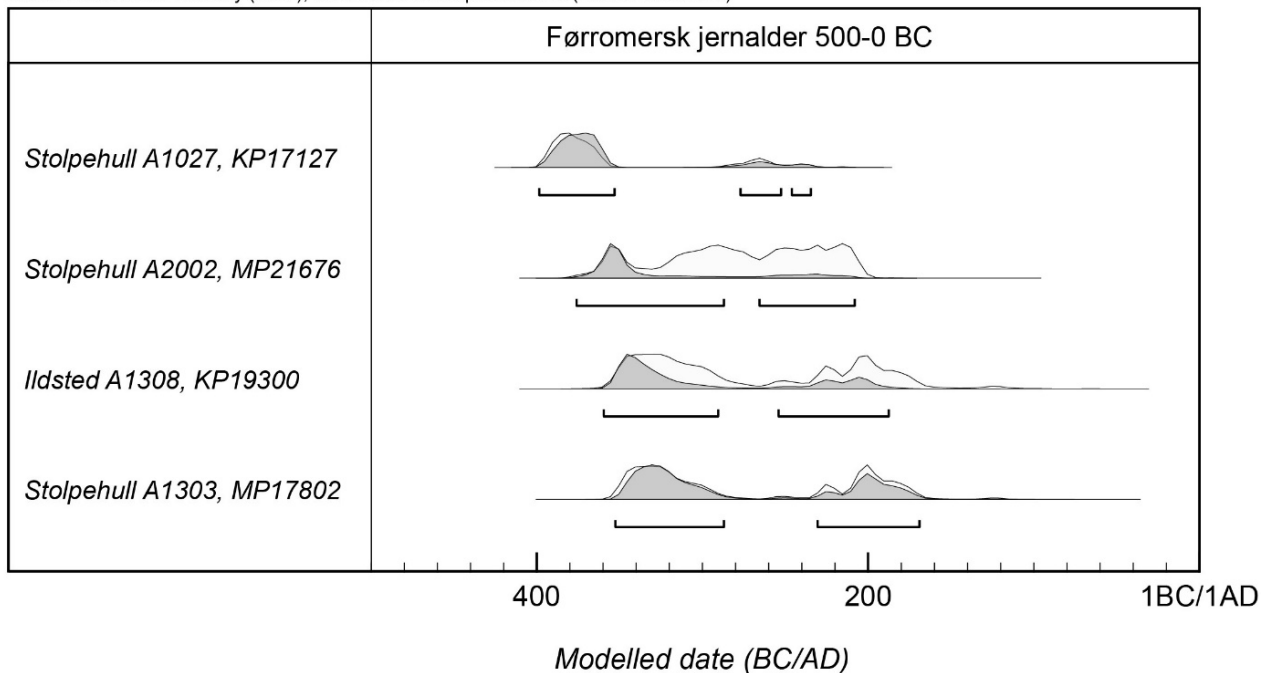 Førromersk jernalder 500-0 BC
Stolpehull A1027, KP17127
Stolpehull A2002, MP21676
Ildsted A1308, KP19300
Stolpehull A1303, MP17802
400 200 1BC/1AD
Modelled date (BC/AD)